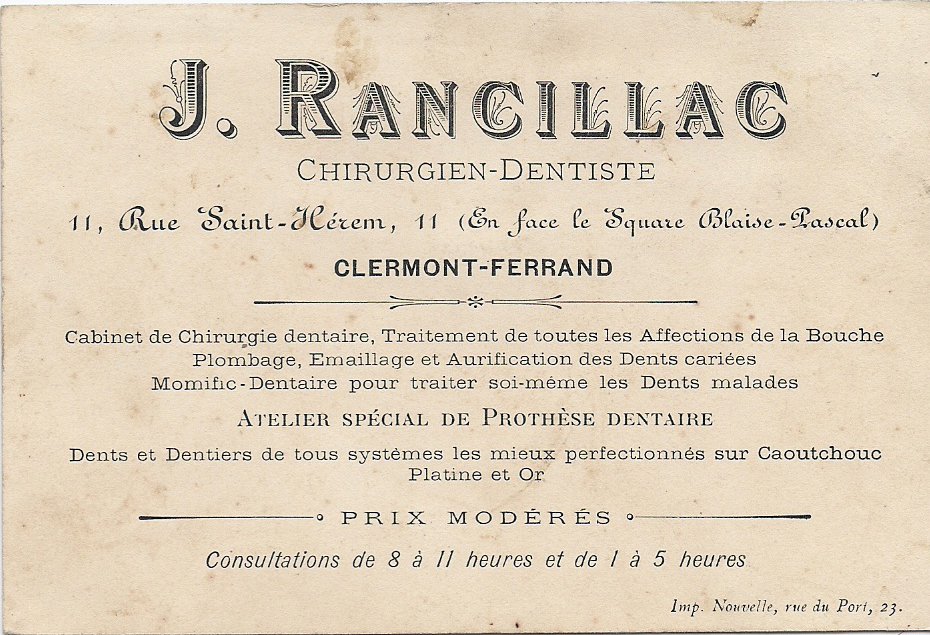 J. RANCILLAC
CHIRURGIEN-DENTISTE
11, Rue Saint-Hérem, 11 (En face le Square Blaise-Pascal)
CLERMONT-FERRAND
Cabinet de Chirurgie dentaire, Traitement de toutes les Affections de la Bouche
Plombage, Emaillage et Aurification des Dents cariées
Momific-Dentaire pour traiter soi-même les Dents malades
ATELIER SPÉCIAL DE PROTHÈSE DENTAIRE
Dents et Dentiers de tous systèmes les mieux perfectionnés sur Caoutchouc
Platine et Or
PRIX MODÉRÉS
Consultations de 8 à 11 heures et de 1 à 5 heures
Imp. Nouvelle, rue du Port, 23.